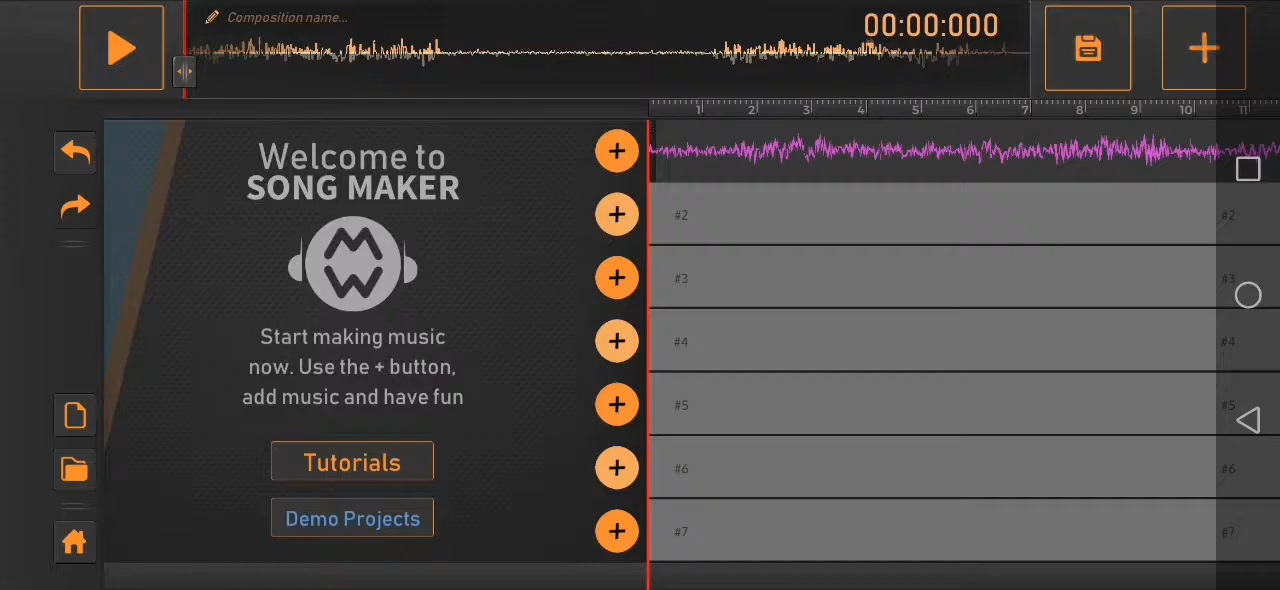 Composition name...
00:00:000
1 2 3 4 5 6 7 8 9 10 11
Welcome to
SONG MAKER
Start making music
now. Use the + button,
add music and have fun
Tutorials
Demo Projects
#2 #2
#3 #3
#4 #4
#5 #5
#6 #6
#7 #7